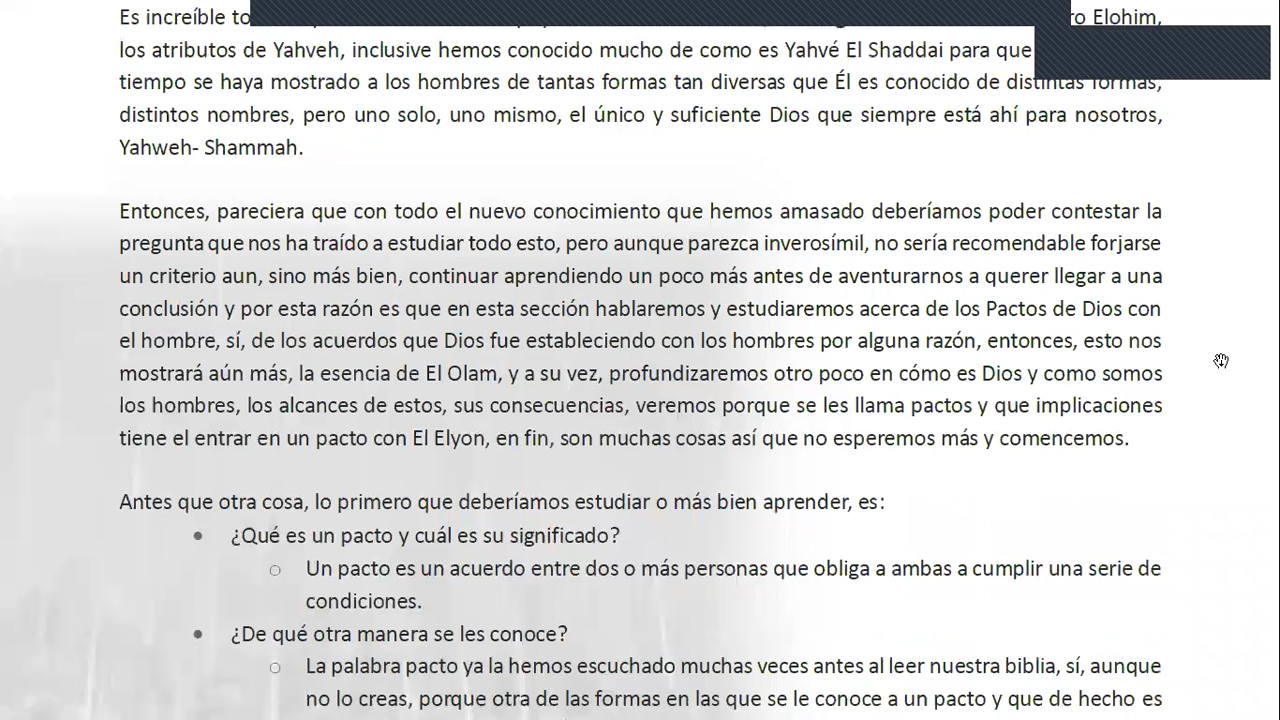 Es increíble to ro Elohim,
los atributos de Yahveh, inclusive hemos conocido mucho de como es Yahvé El Shaddai para que
tiempo se haya mostrado a los hombres de tantas formas tan diversas que Él es conocido de distintas formas,
distintos nombres, pero uno solo, uno mismo, el único y suficiente Dios que siempre está ahí para nosotros,
Yahweh- Shammah.
Entonces, pareciera que con todo el nuevo conocimiento que hemos amasado deberíamos poder contestar la
pregunta que nos ha traído a estudiar todo esto, pero aunque parezca inverosímil, no sería recomendable forjarse
un criterio aun, sino más bien, continuar aprendiendo un poco más antes de aventurarnos a querer llegar a una
conclusión y por esta razón es que en esta sección hablaremos y estudiaremos acerca de los Pactos de Dios con
el hombre, sí, de los acuerdos que Dios fue estableciendo con los hombres por alguna razón, entonces, esto nos
mostrará aún más, la esencia de El Olam, y a su vez, profundizaremos otro poco en cómo es Dios y como somos
los hombres, los alcances de estos, sus consecuencias, veremos porque se les llama pactos y que implicaciones
tiene el entrar en un pacto con El Elyon, en fin, son muchas cosas así que no esperemos más y comencemos.
Antes que otra cosa, lo primero que deberíamos estudiar o más bien aprender, es:
• ¿Qué es un pacto y cuál es su significado?
○ Un pacto es un acuerdo entre dos o más personas que obliga a ambas a cumplir una serie de
condiciones.
• ¿De qué otra manera se les conoce?
○ La palabra pacto ya la hemos escuchado muchas veces antes al leer nuestra biblia, sí, aunque
no lo creas, porque otra de las formas en las que se le conoce a un pacto y que de hecho es